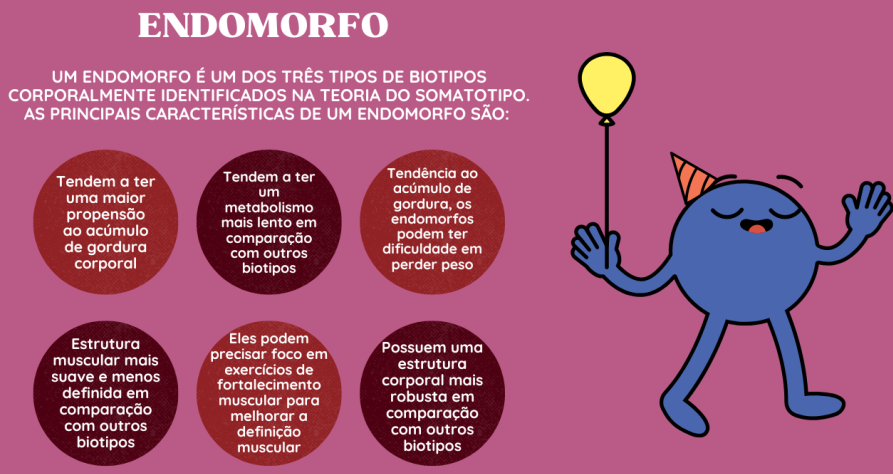 ENDOMORFO
UM ENDOMORFO É UM DOS TRÊS TIPOS DE BIOTIPOS
CORPORALMENTE IDENTIFICADOS NA TEORIA DO SOMATOTIPO.
AS PRINCIPAIS CARACTERÍSTICAS DE UM ENDOMORFO SÃO:
Tendem a ter
uma maior
propensão
ao acúmulo
de gordura
corporal
Tendem a ter
um
metabolismo
mais lento em
comparação
com outros
biotipos
Tendência ao
acúmulo de
gordura, os
endomorfos
podem ter
dificuldade em
perder peso
Estrutura
muscular mais
suave e menos
definida em
comparação
com outros
biotipos
Eles podem
precisar foco em
exercícios de
fortalecimento
muscular para
melhorar a
definição
muscular
Possuem uma
estrutura
corporal mais
robusta em
comparação
com outros
biotipos